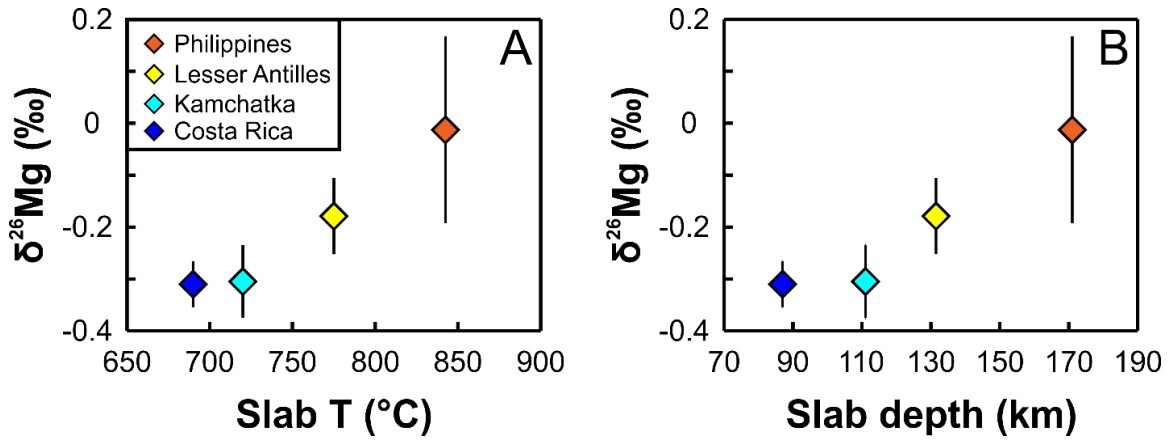 A
Philippines
Lesser Antilles
Kamchatka
Costa Rica
δ²⁶Mg (‰)
0.2
0
-0.2
-0.4
650 700 750 800 850 900
Slab T (°C)
B
δ²⁶Mg (‰)
0.2
0
-0.2
-0.4
70 90 110 130 150 170 190
Slab depth (km)